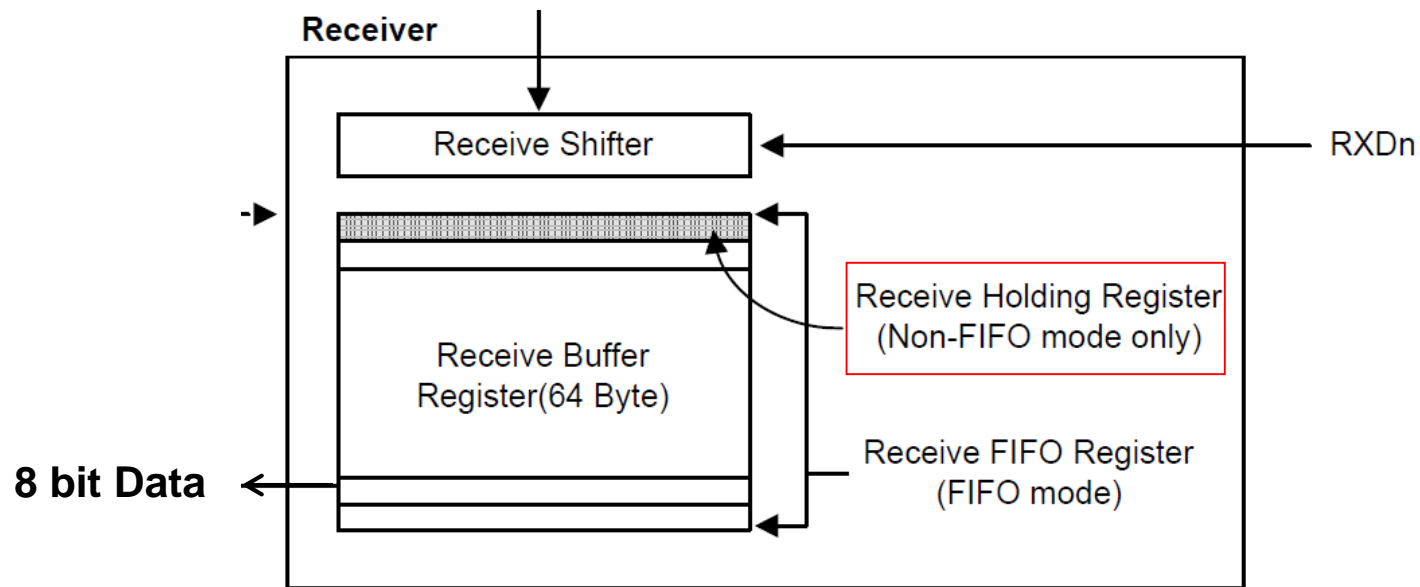 Receiver
Receive Shifter
RXDn
Receive Holding Register
(Non-FIFO mode only)
Receive Buffer
Register(64 Byte)
Receive FIFO Register
(FIFO mode)
8 bit Data